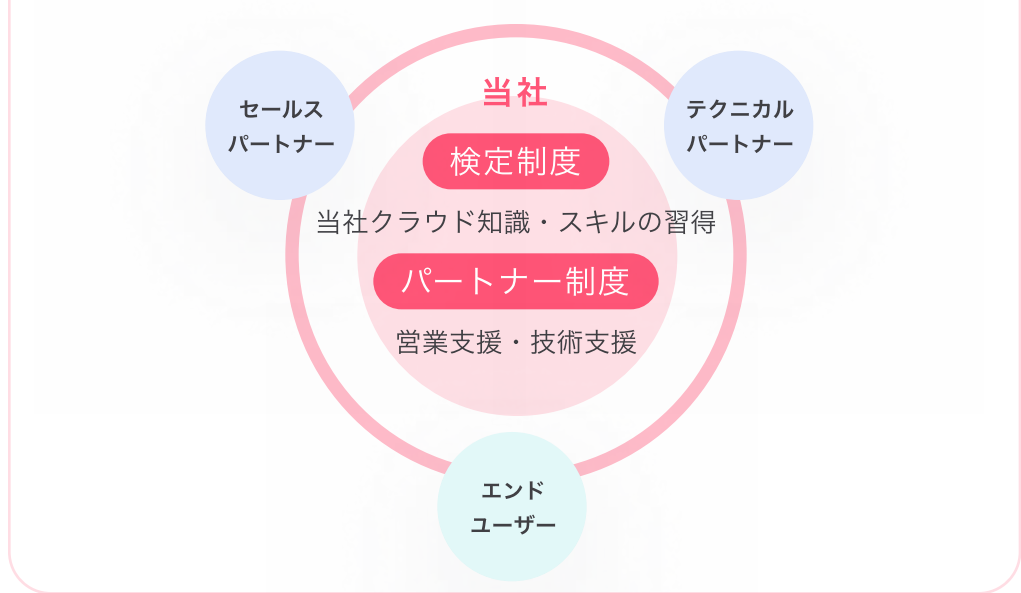 当社
セールス
パートナー
テクニカル
パートナー
検定制度
当社クラウド知識・スキルの習得
パートナー制度
営業支援・技術支援
エンド
ユーザー